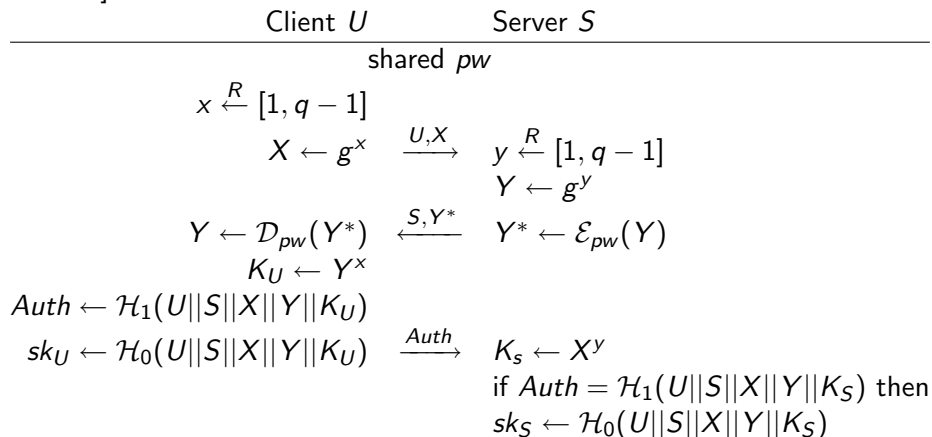 ]
Client U Server S
shared pw
x ←R [1, q − 1]
X ← g^x U,X → y ←R [1, q − 1]
Y ← g^y
Y ← 𝒟_pw(Y*) S,Y* ← Y* ← ℰ_pw(Y)
K_U ← Y^x
Auth ← ℋ_1(U||S||X||Y||K_U)
sk_U ← ℋ_0(U||S||X||Y||K_U) Auth → K_s ← X^y
if Auth = ℋ_1(U||S||X||Y||K_S) then
sk_S ← ℋ_0(U||S||X||Y||K_S)